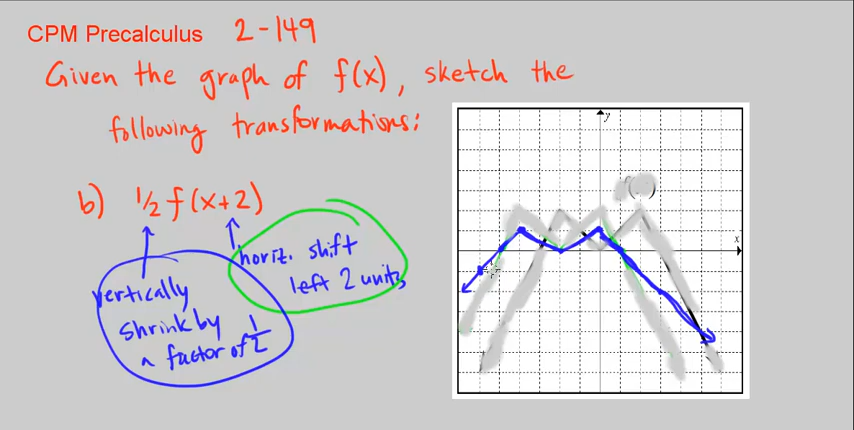 CPM Precalculus 2-149
Given the graph of f(x), sketch the
following transformations:
b) 1/2 f(x+2)
horiz. shift
left 2 units
vertically
shrink by
a factor of 1/2
y
x